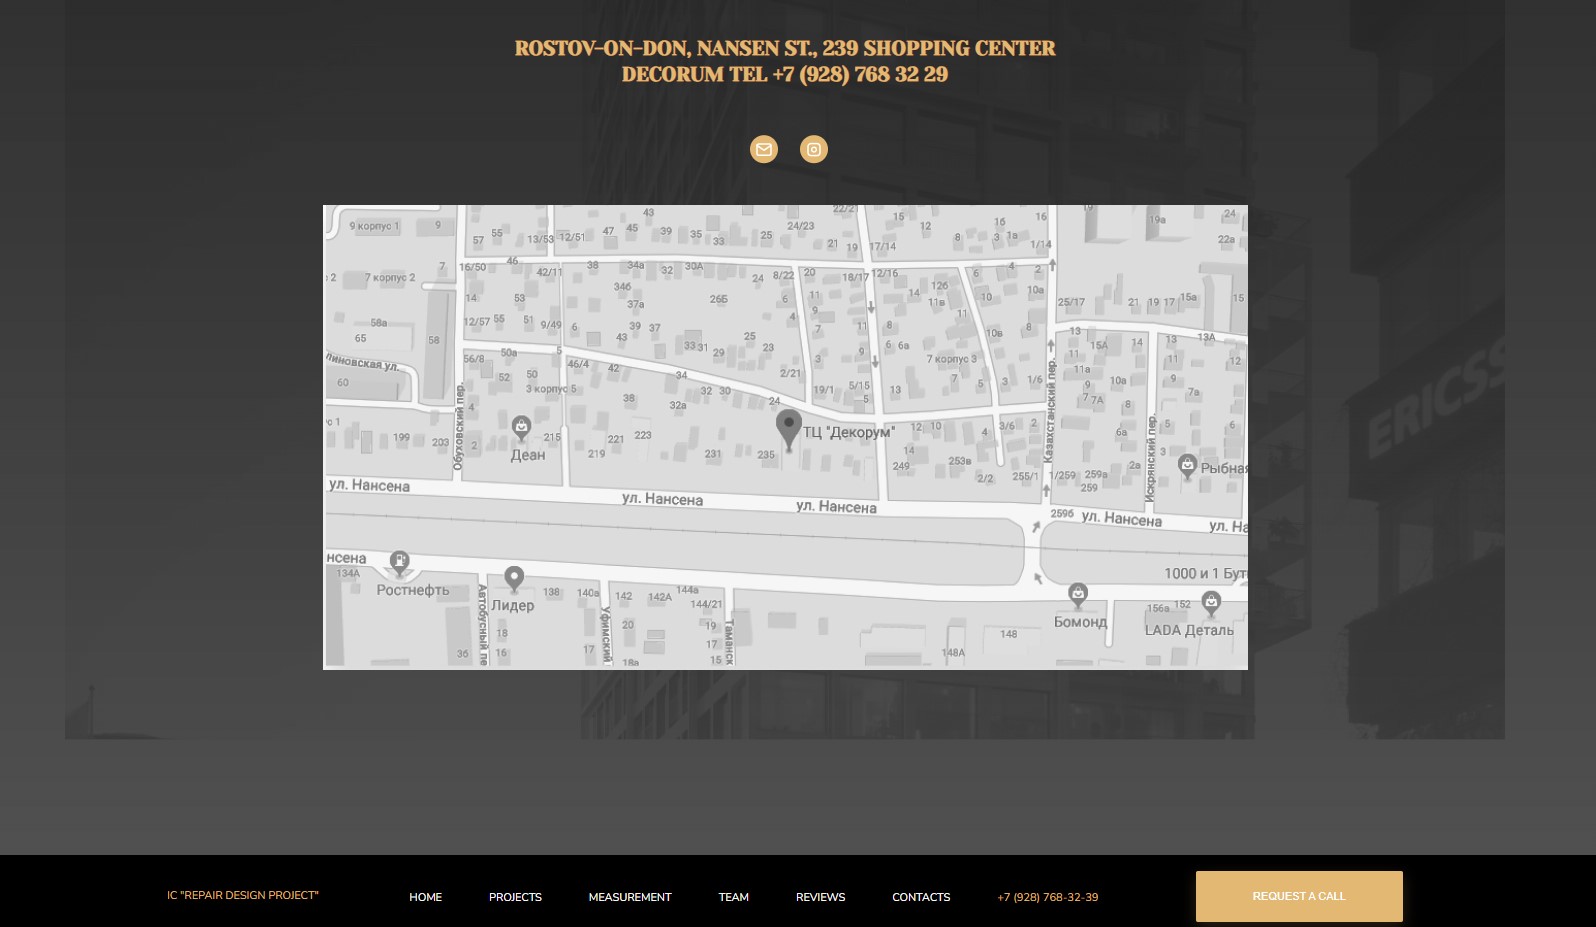 ROSTOV-ON-DON, NANSEN ST., 239 SHOPPING CENTER
DECORUM TEL +7 (928) 768 32 29
43
22/21
15
16
19
24
9 корпус 1
9
55
57
13/53
12/51
47
45
39
35
33
25
24/23
21
19
17/14
12
8
16
3
1а
1/14
19а
22а
7
16/50
46
42/11
38
34а
32
30А
24
8/22
20
18/17
12/16
6
4
2
2
7 корпус 2
14
53
346
37а
26Б
6
11
14
126
11в
10
10а
25/17
21
19
17
15а
15
58а
65
58
12/57
55
51
9/49
6
43
39
37
25
4
9
7
11
8
11
10в
8
13
15А
14
13
13А
линовская ул.
60
56/8
50а
5
46/4
42
33
31
29
23
3
9
6
6а
7 корпус 3
11
11а
10а
11
12
52
50
3 корпус 5
34
2/21
24
19/1
5/15
5
13
7
5
3
1/6
9
7
7А
8
9
7а
38
32а
32
30
с 1
199
203
4
2
Обуховский пер.
Деан
215
219
221
223
231
235
ТЦ "Декорум"
12
10
14
249
253в
4
3/6
2
2/2
255/1
Казахстанский пер.
1/259
259а
259
6а
2а
5
3
6
Искрянский пер.
Рыбная
ул. Нансена
ул. Нансена
ул. Нансена
2596
ул. Нансена
ул. На
нсена
134А
Ростнефть
Лидер
138
140а
142
142А
144а
144/21
1000 и 1 Бут
Бомонд
156а
152
LADA Деталь
36
Автобусный пе
18
16
17
Уфимский
20
18а
19
17
15
Таманск
148
148А
IC "REPAIR DESIGN PROJECT"
HOME
PROJECTS
MEASUREMENT
TEAM
REVIEWS
CONTACTS
+7 (928) 768-32-39
REQUEST A CALL
ERICSS